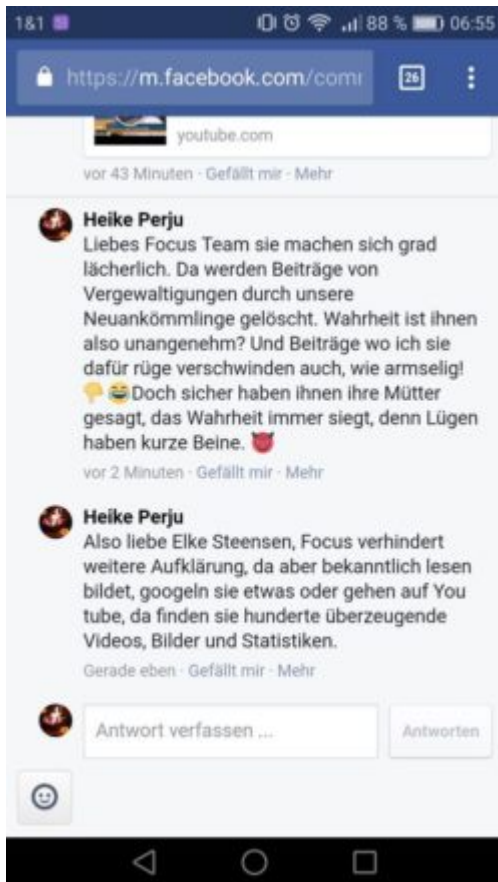 1&1 88 % 06:55
https://m.facebook.com/comm 26
youtube.com
vor 43 Minuten · Gefällt mir · Mehr
Heike Perju
Liebes Focus Team sie machen sich grad
lächerlich. Da werden Beiträge von
Vergewaltigungen durch unsere
Neuankömmlinge gelöscht. Wahrheit ist ihnen
also unangenehm? Und Beiträge wo ich sie
dafür rüge verschwinden auch, wie armselig!
👇😂Doch sicher haben ihnen ihre Mütter
gesagt, das Wahrheit immer siegt, denn Lügen
haben kurze Beine. 😈
vor 2 Minuten · Gefällt mir · Mehr
Heike Perju
Also liebe Elke Steensen, Focus verhindert
weitere Aufklärung, da aber bekanntlich lesen
bildet, googeln sie etwas oder gehen auf You
tube, da finden sie hunderte überzeugende
Videos, Bilder und Statistiken.
Gerade eben · Gefällt mir · Mehr
Antwort verfassen ... Antworten